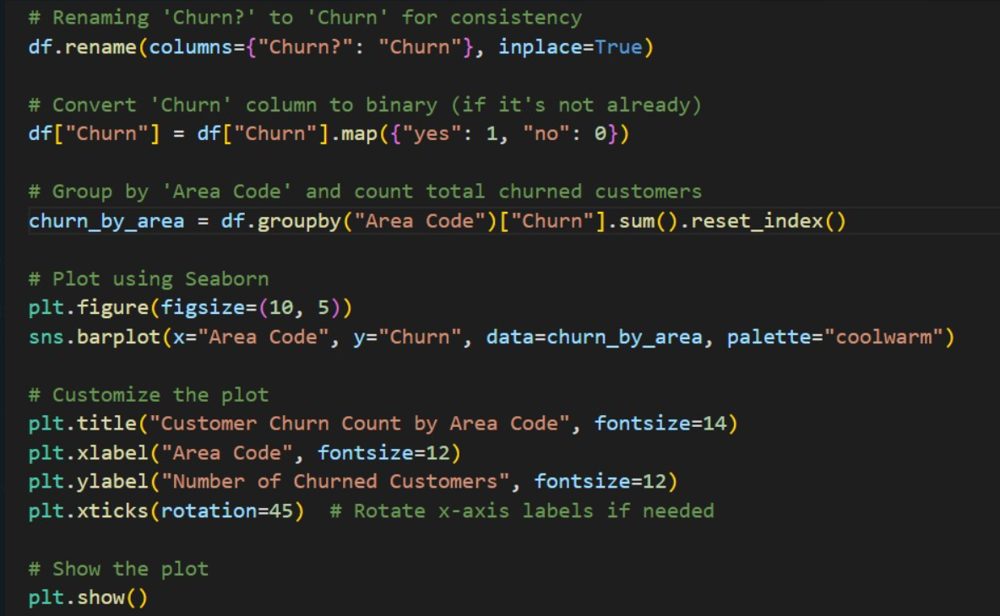 # Renaming 'Churn?' to 'Churn' for consistency
df.rename(columns={"Churn?": "Churn"}, inplace=True)
# Convert 'Churn' column to binary (if it's not already)
df["Churn"] = df["Churn"].map({"yes": 1, "no": 0})
# Group by 'Area Code' and count total churned customers
churn_by_area = df.groupby("Area Code")["Churn"].sum().reset_index()
# Plot using Seaborn
plt.figure(figsize=(10, 5))
sns.barplot(x="Area Code", y="Churn", data=churn_by_area, palette="coolwarm")
# Customize the plot
plt.title("Customer Churn Count by Area Code", fontsize=14)
plt.xlabel("Area Code", fontsize=12)
plt.ylabel("Number of Churned Customers", fontsize=12)
plt.xticks(rotation=45)  # Rotate x-axis labels if needed
# Show the plot
plt.show()